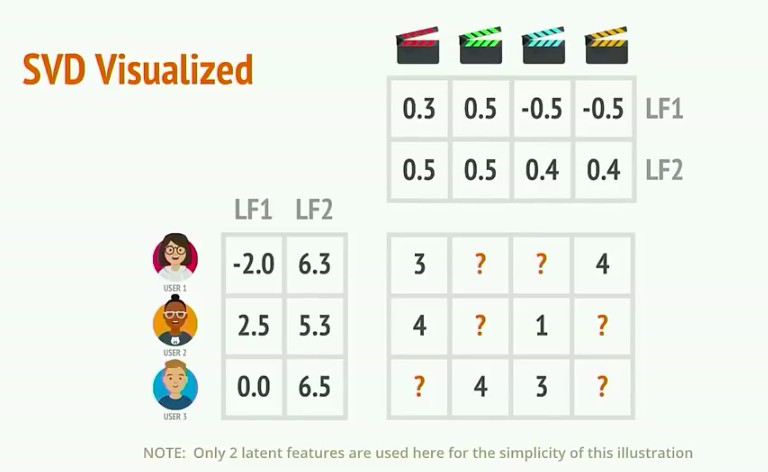 SVD Visualized
0.3 0.5 -0.5 -0.5 LF1
0.5 0.5 0.4 0.4 LF2
LF1 LF2
-2.0 6.3 3 ? ? 4
USER 1
2.5 5.3 4 ? 1 ?
USER 2
0.0 6.5 ? 4 3 ?
USER 3
NOTE: Only 2 latent features are used here for the simplicity of this illustration